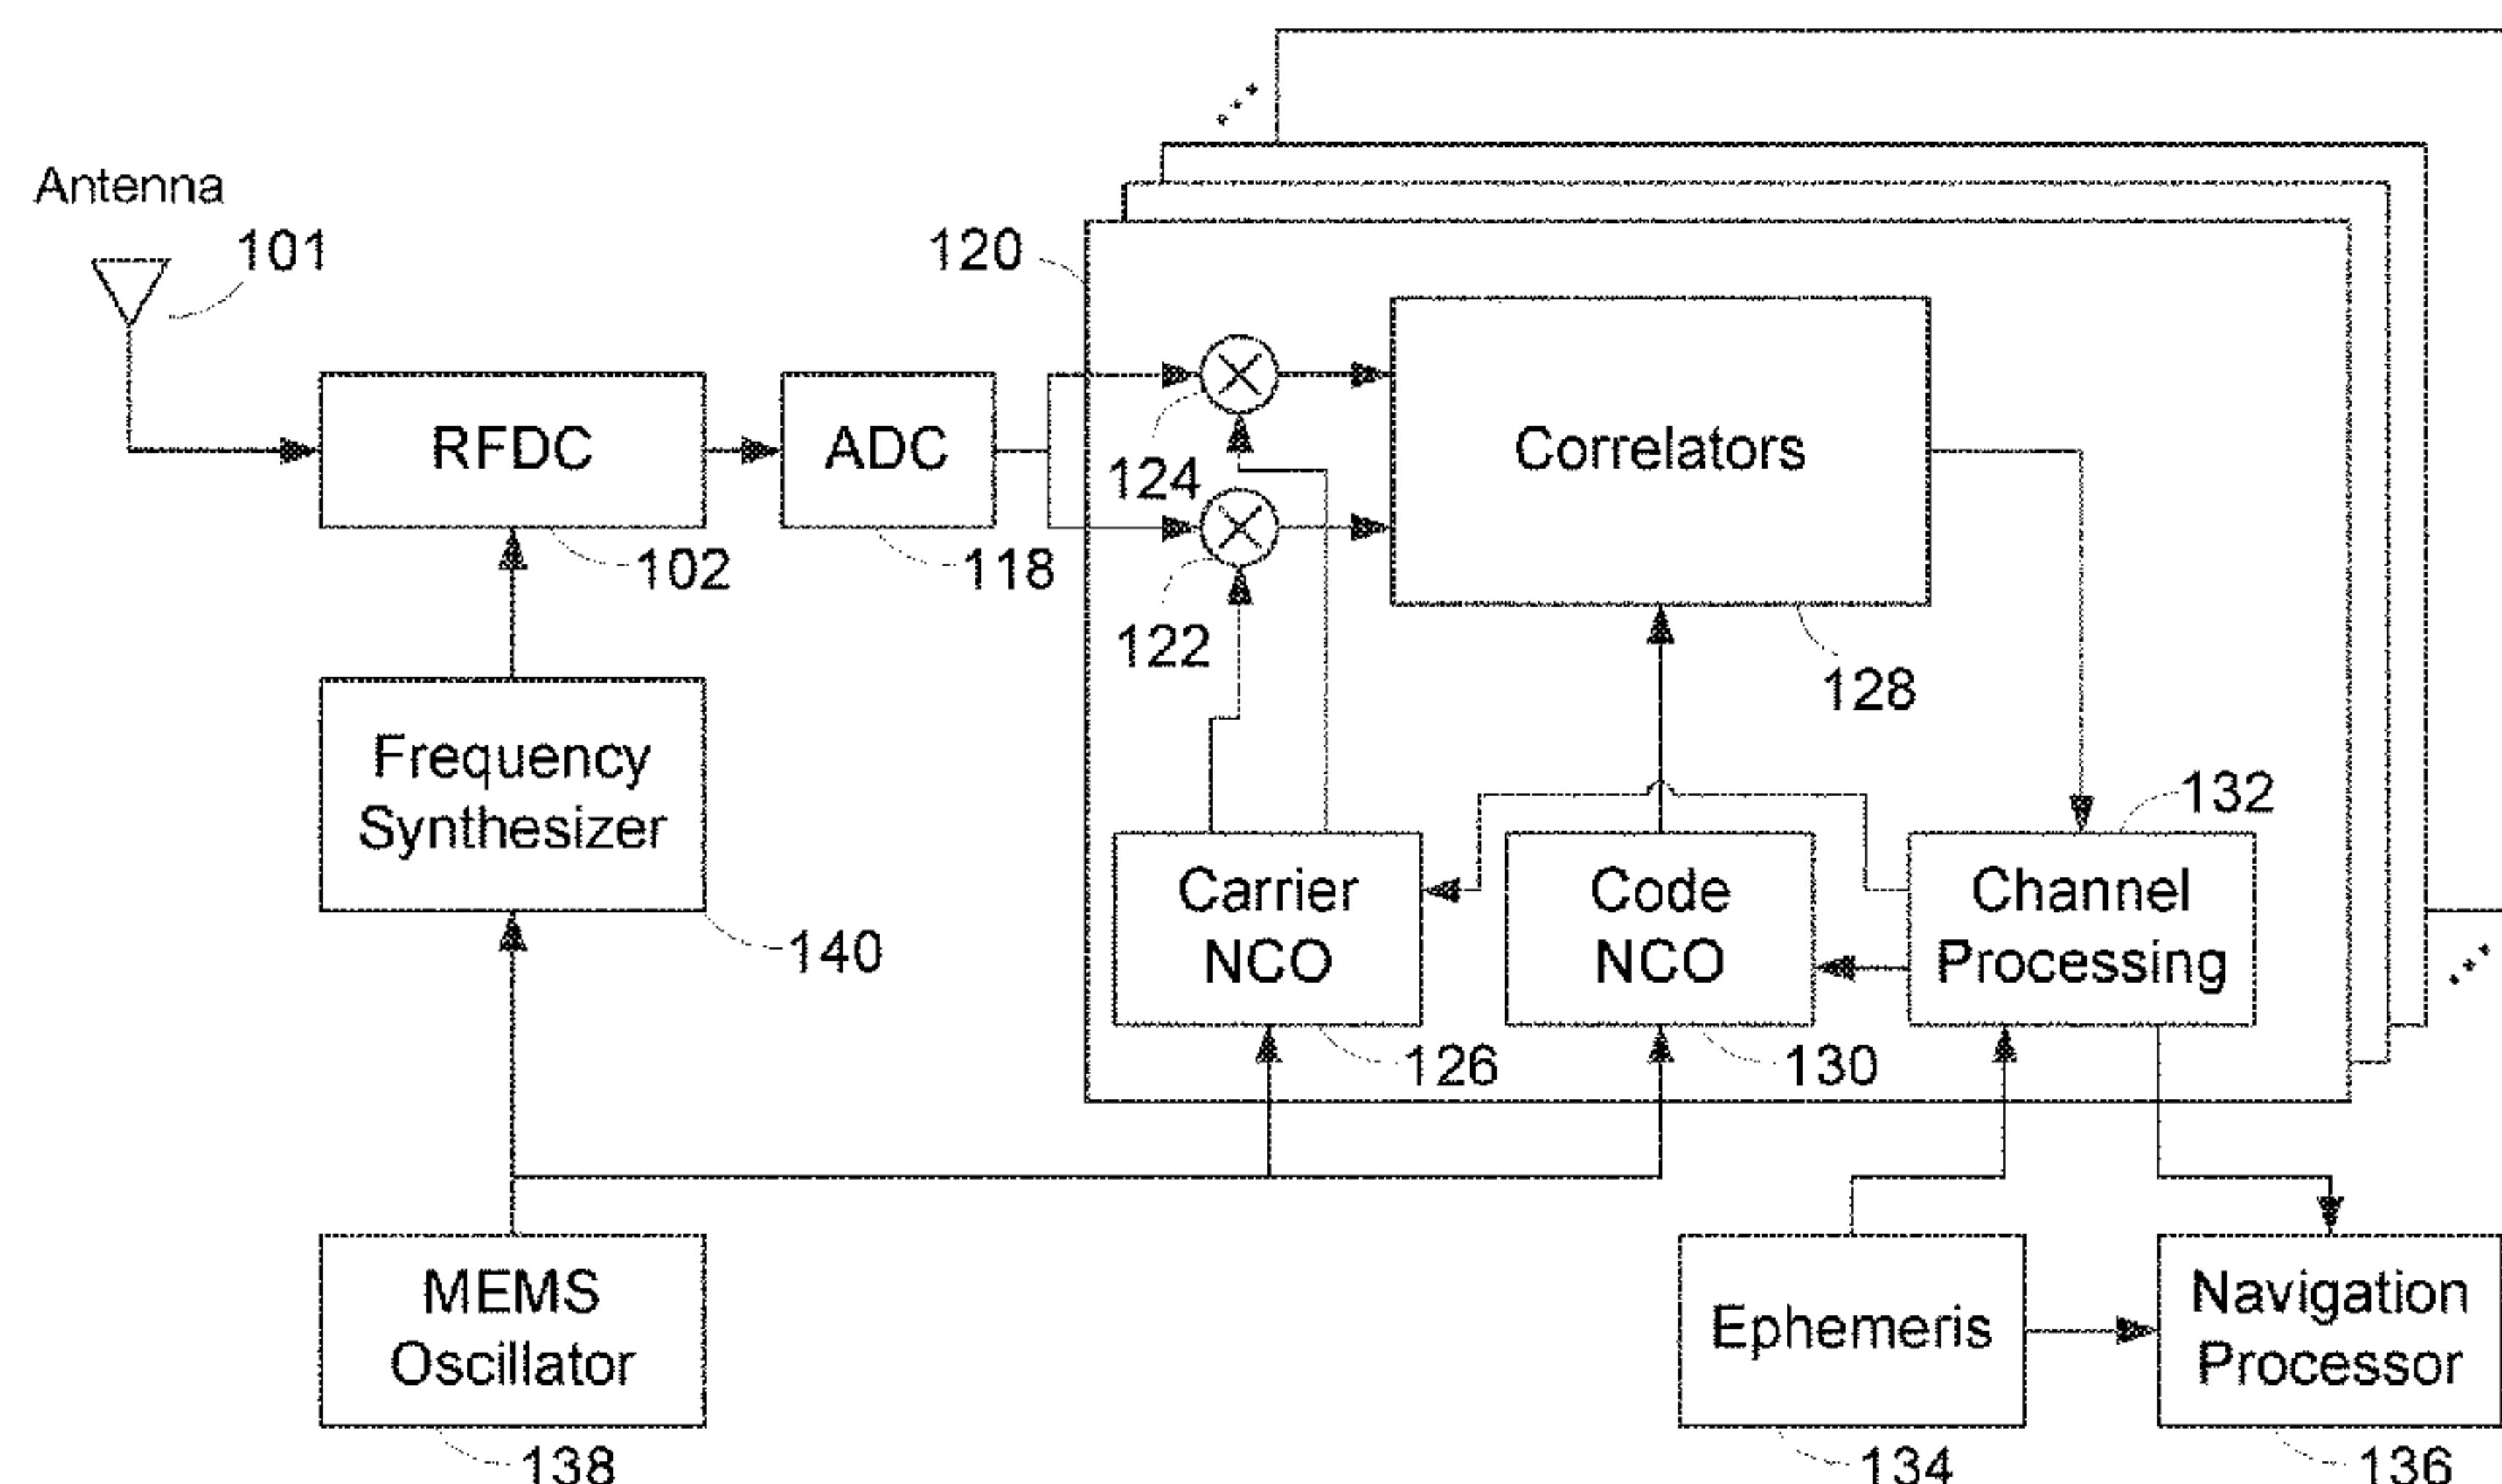 Antenna
101
120
RFDC
ADC
Correlators
124
102
118
122
128
Frequency
Synthesizer
132
Carrier
NCO
Code
NCO
Channel
Processing
140
126
130
MEMS
Oscillator
Ephemeris
Navigation
Processor
138
134
136